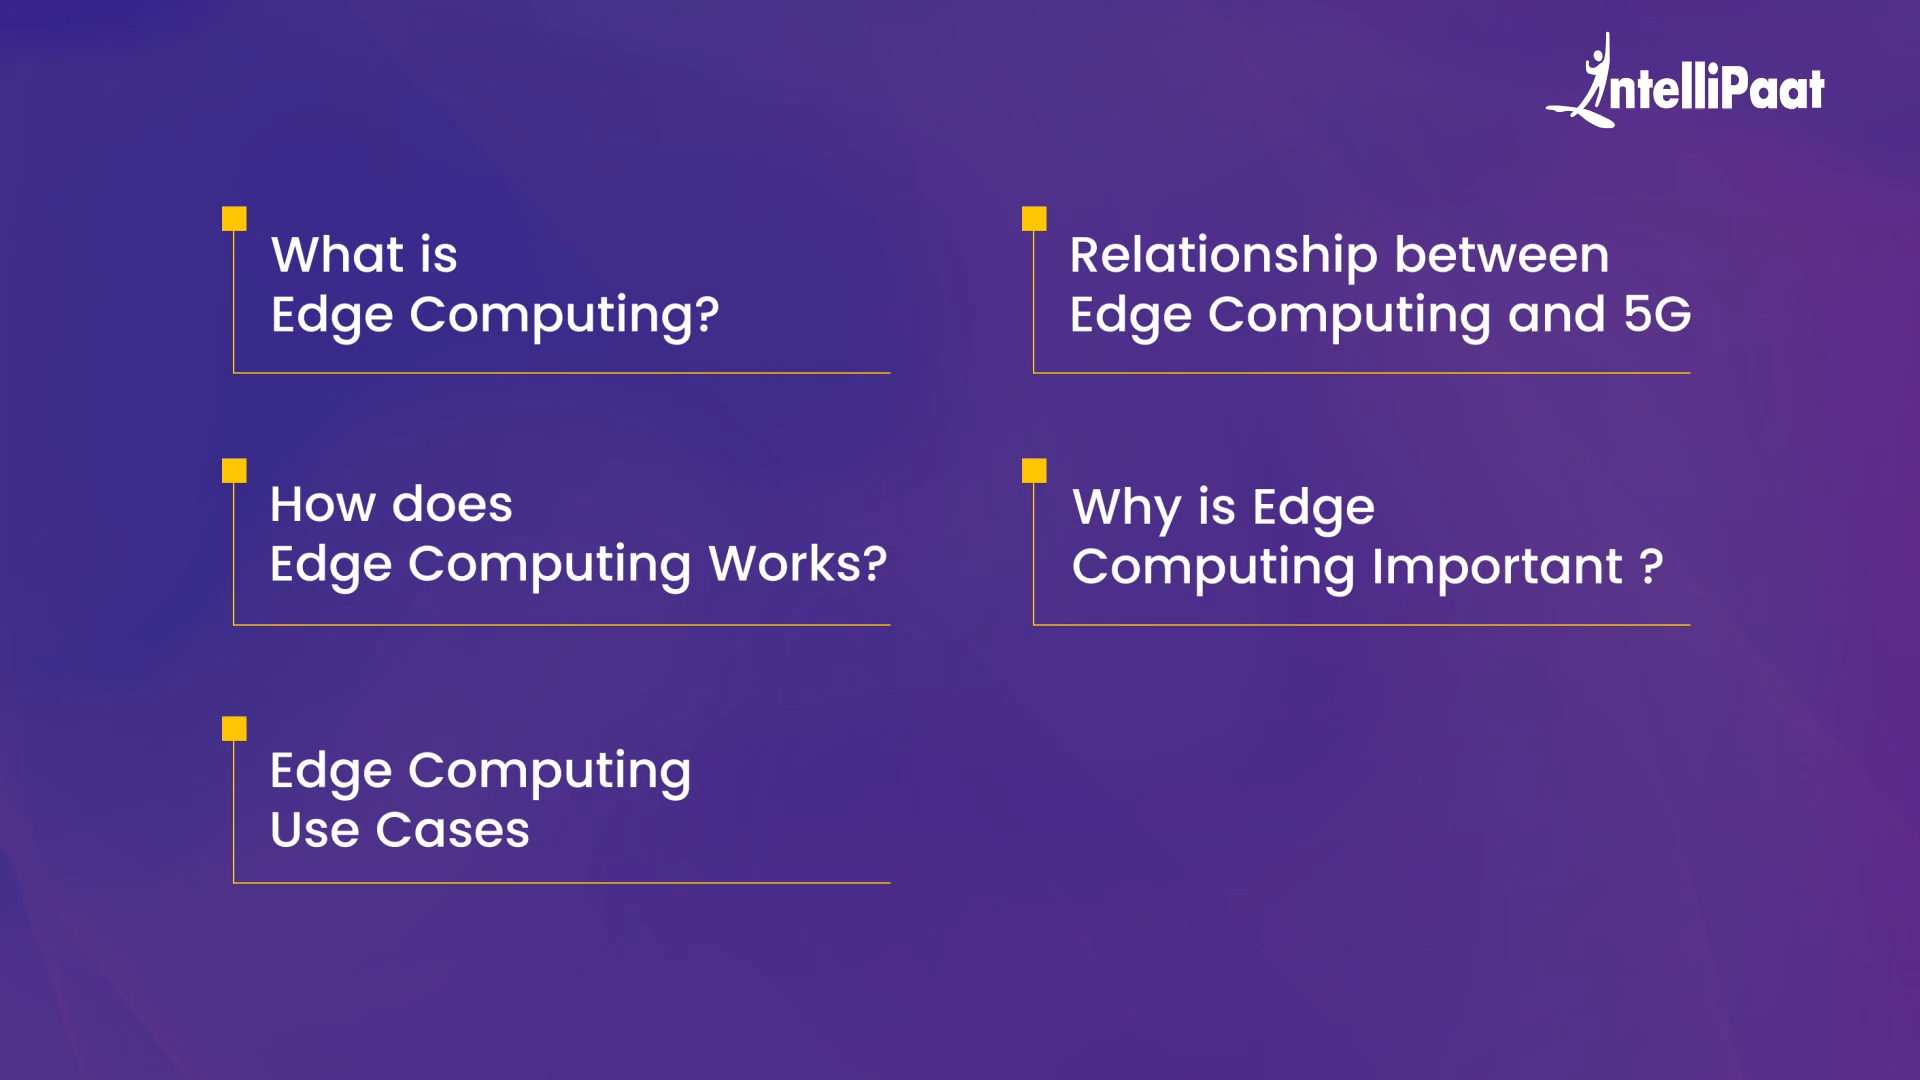 IntelliPaat
What is
Edge Computing?
How does
Edge Computing Works?
Edge Computing
Use Cases
Relationship between
Edge Computing and 5G
Why is Edge
Computing Important ?